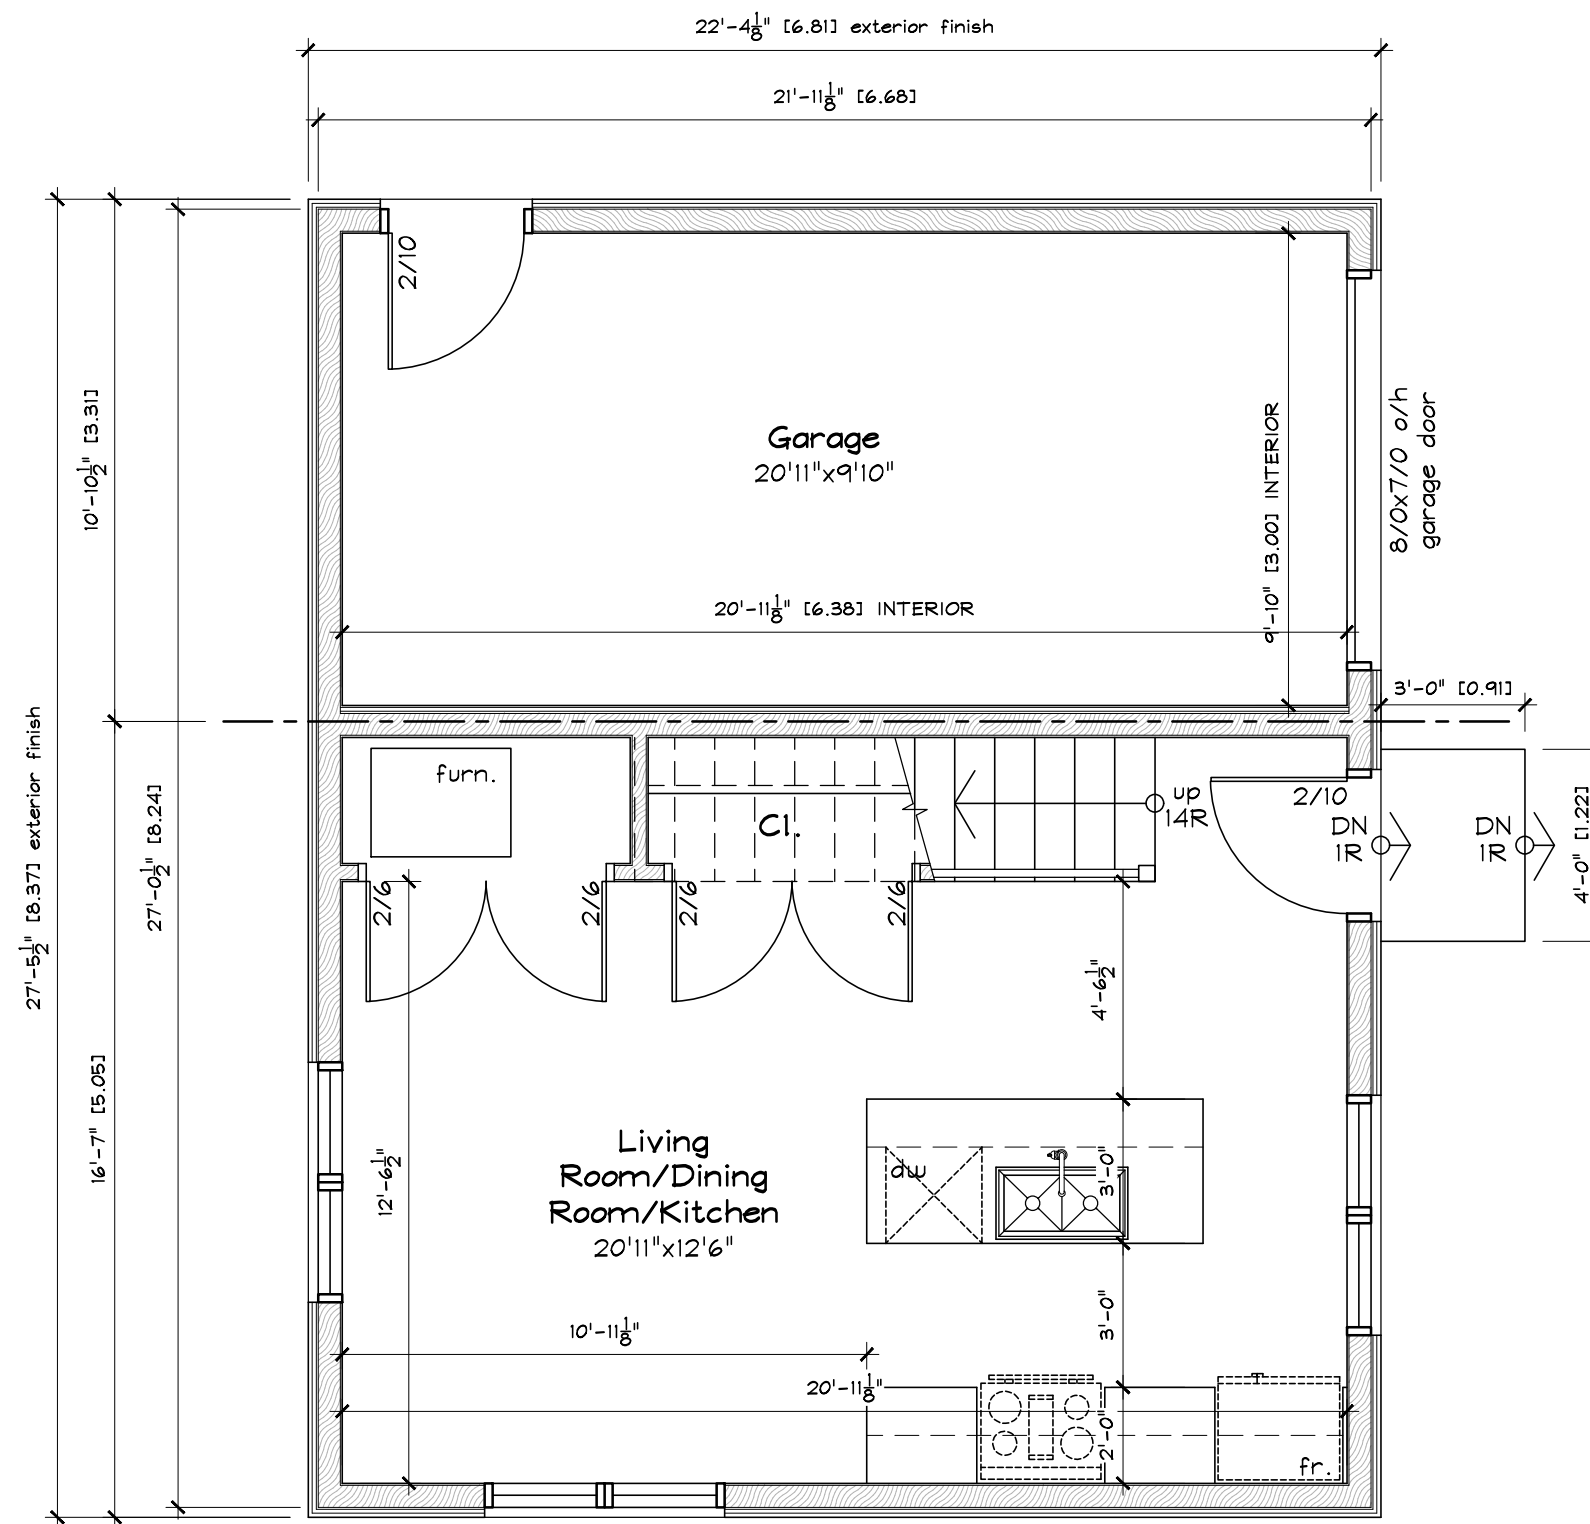 22'-4 1/8" [6.81] exterior finish
21'-11 1/8" [6.68]
2/10
10'-10 1/2" [3.31]
8/0x7/0 o/h
garage door
Garage
20'11"x9'10"
9'-10" [3.00] INTERIOR
20'-11 1/8" [6.38] INTERIOR
3'-0" [0.91]
27'-5 1/2" [8.37] exterior finish
27'-0 1/2" [8.24]
furn.
Cl.
up
14R
2/10
DN
1R
DN
1R
4'-0" [1.22]
2/6
2/6
2/6
2/6
4'-6 1/2"
16'-7" [5.05]
12'-6 1/2"
Living
Room/Dining
Room/Kitchen
20'11"x12'6"
dw
3'-0"
3'-0"
10'-11 1/8"
20'-11 1/8"
2'-0"
fr.